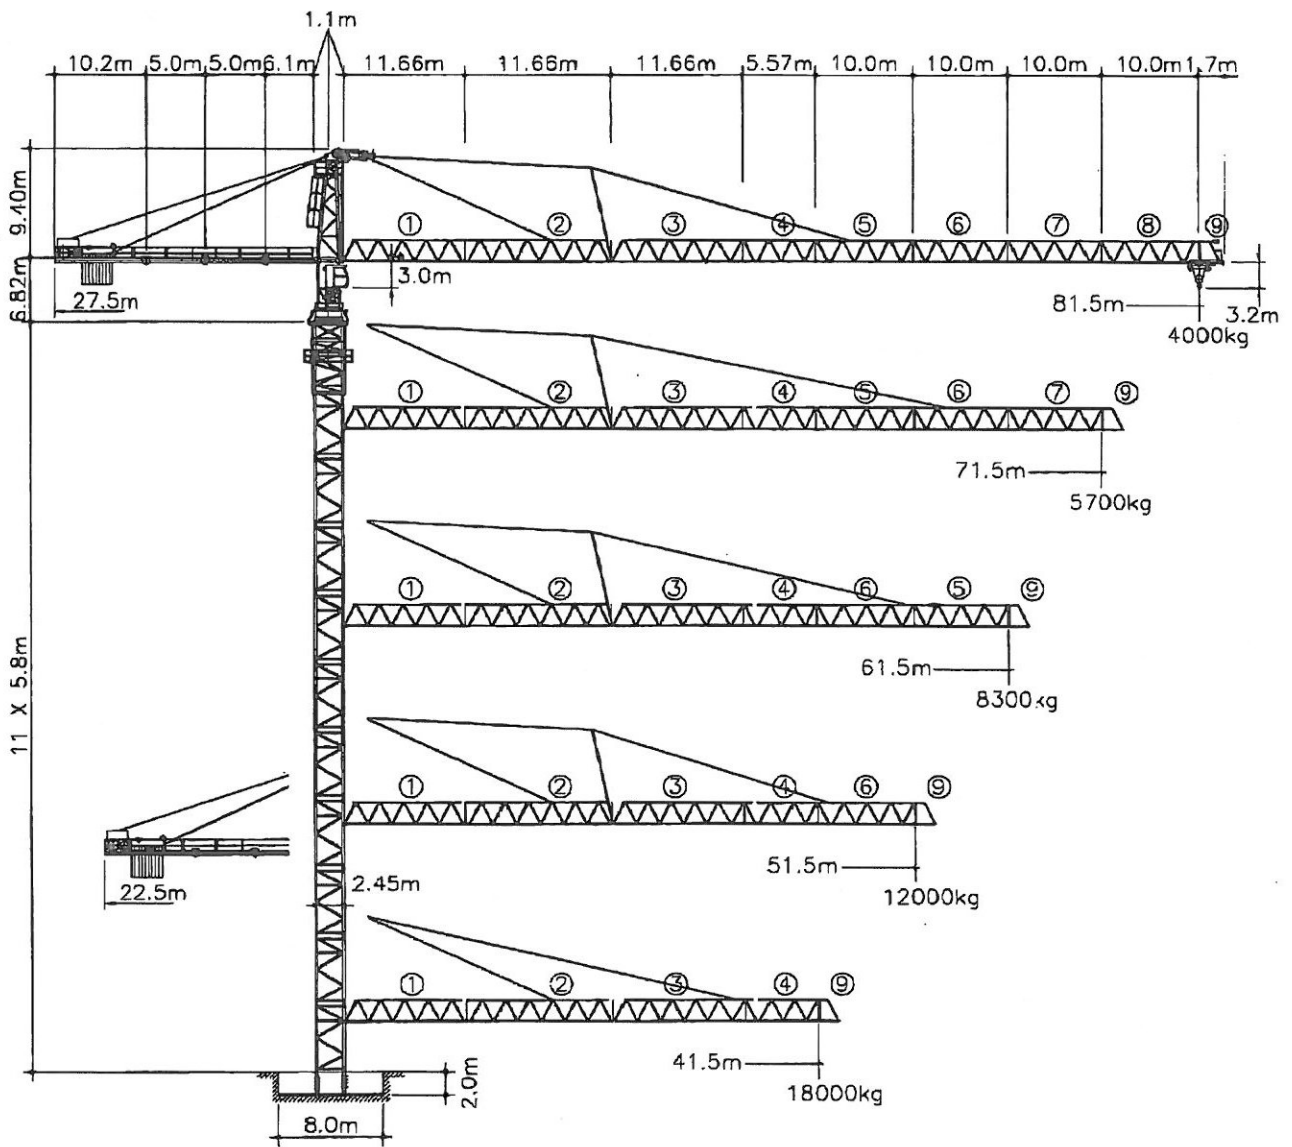 1.1m
10.2m 5.0m 5.0m 6.1m 11.66m 11.66m 11.66m 5.57m 10.0m 10.0m 10.0m 10.0m 1.7m
9.40m
① ② ③ ④ ⑤ ⑥ ⑦ ⑧ ⑨
6.82m
3.0m
27.5m
81.5m
3.2m
4000kg
① ② ③ ④ ⑤ ⑥ ⑦ ⑨
71.5m
5700kg
① ② ③ ④ ⑥ ⑤ ⑨
61.5m
8300kg
11 X 5.8m
① ② ③ ④ ⑥ ⑨
51.5m
22.5m
2.45m
12000kg
① ② ③ ④ ⑨
41.5m
2.0m
18000kg
8.0m